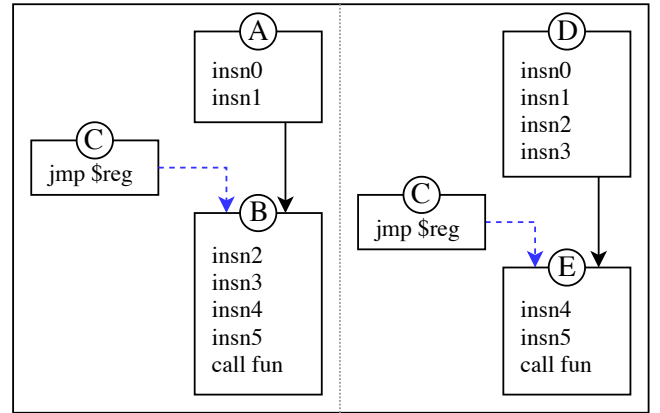 A
insn0
insn1
C
jmp $reg
B
insn2
insn3
insn4
insn5
call fun
D
insn0
insn1
insn2
insn3
C
jmp $reg
E
insn4
insn5
call fun